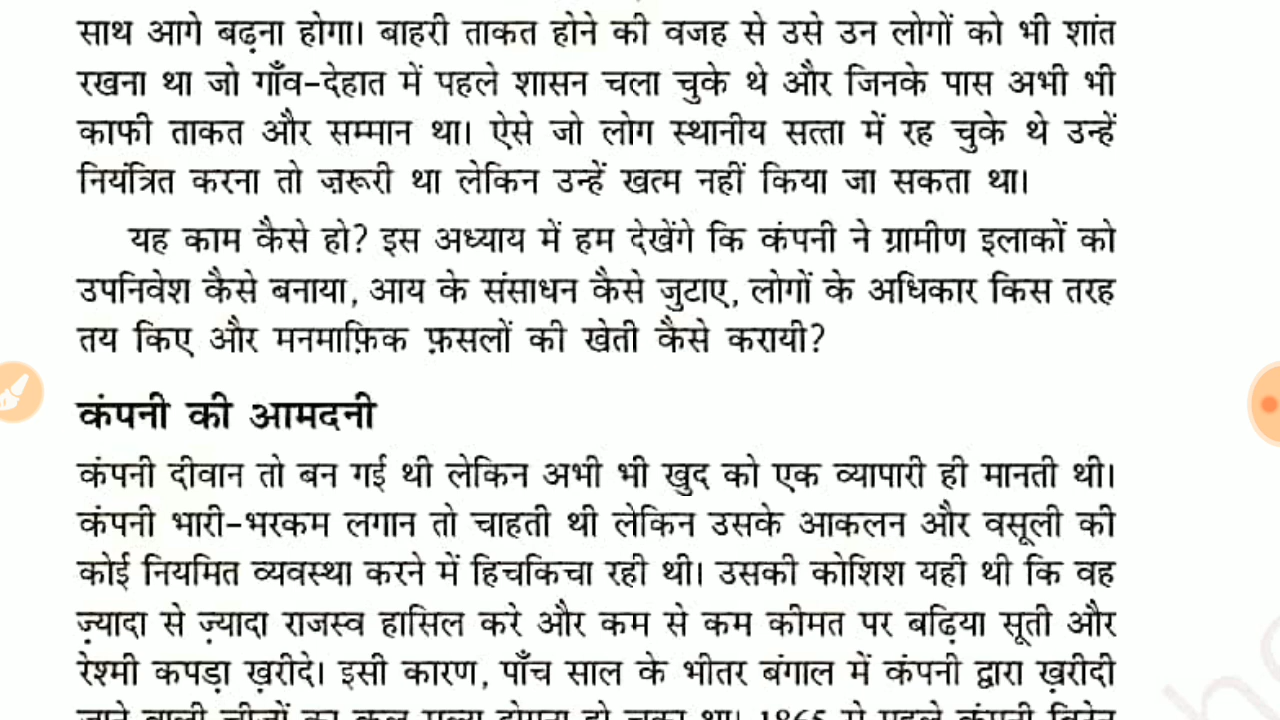 साथ आगे बढ़ना होगा। बाहरी ताकत होने की वजह से उसे उन लोगों को भी शांत
रखना था जो गाँव-देहात में पहले शासन चला चुके थे और जिनके पास अभी भी
काफी ताकत और सम्मान था। ऐसे जो लोग स्थानीय सत्ता में रह चुके थे उन्हें
नियंत्रित करना तो ज़रूरी था लेकिन उन्हें खत्म नहीं किया जा सकता था।
यह काम कैसे हो? इस अध्याय में हम देखेंगे कि कंपनी ने ग्रामीण इलाकों को
उपनिवेश कैसे बनाया, आय के संसाधन कैसे जुटाए, लोगों के अधिकार किस तरह
तय किए और मनमाफ़िक फ़सलों की खेती कैसे करायी?
कंपनी की आमदनी
कंपनी दीवान तो बन गई थी लेकिन अभी भी खुद को एक व्यापारी ही मानती थी।
कंपनी भारी-भरकम लगान तो चाहती थी लेकिन उसके आकलन और वसूली की
कोई नियमित व्यवस्था करने में हिचकिचा रही थी। उसकी कोशिश यही थी कि वह
ज़्यादा से ज़्यादा राजस्व हासिल करे और कम से कम कीमत पर बढ़िया सूती और
रेश्मी कपड़ा ख़रीदे। इसी कारण, पाँच साल के भीतर बंगाल में कंपनी द्वारा ख़रीदी